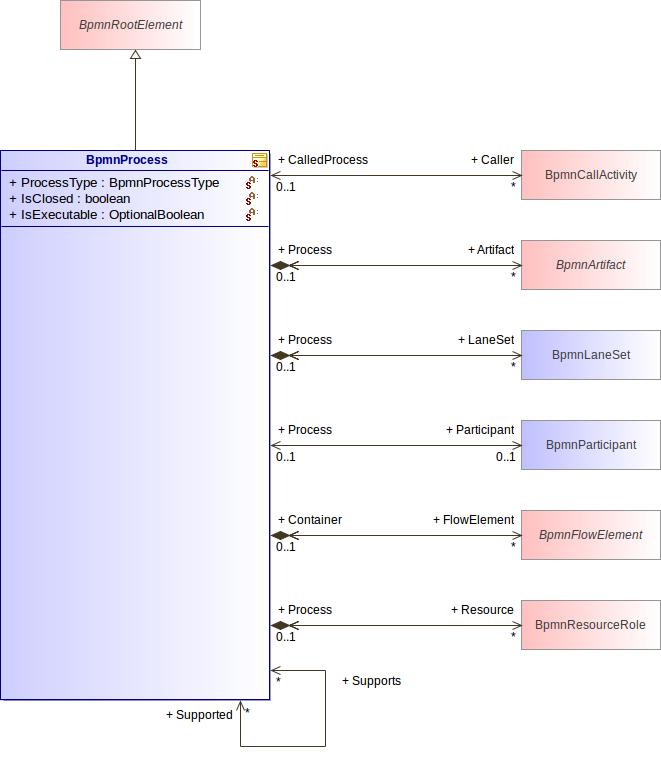 BpmnRootElement
BpmnProcess
+ ProcessType : BpmnProcessType
+ IsClosed : boolean
+ IsExecutable : OptionalBoolean
+ CalledProcess + Caller
0..1 *
BpmnCallActivity
+ Process + Artifact
0..1 *
BpmnArtifact
+ Process + LaneSet
0..1 *
BpmnLaneSet
+ Process + Participant
0..1 0..1
BpmnParticipant
+ Container + FlowElement
0..1 *
BpmnFlowElement
+ Process + Resource
0..1 *
BpmnResourceRole
* + Supports
+ Supported *